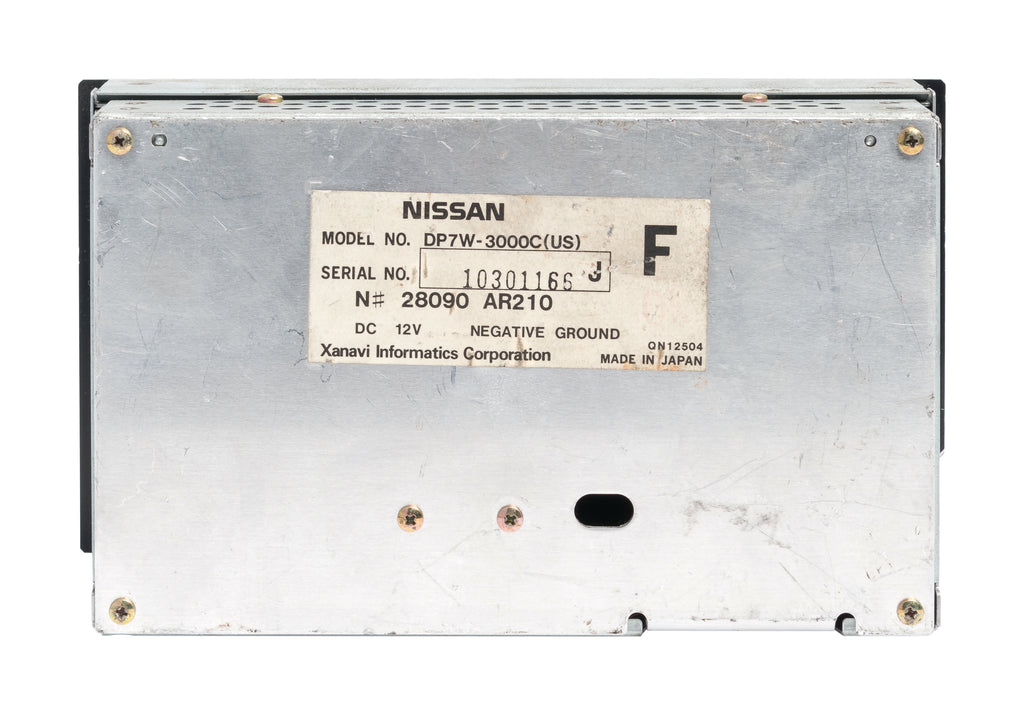 NISSAN
MODEL NO. DP7W-3000C(US)
F
SERIAL NO. 10301166 J
N# 28090 AR210
DC 12V NEGATIVE GROUND
QN12504
Xanavi Informatics Corporation MADE IN JAPAN